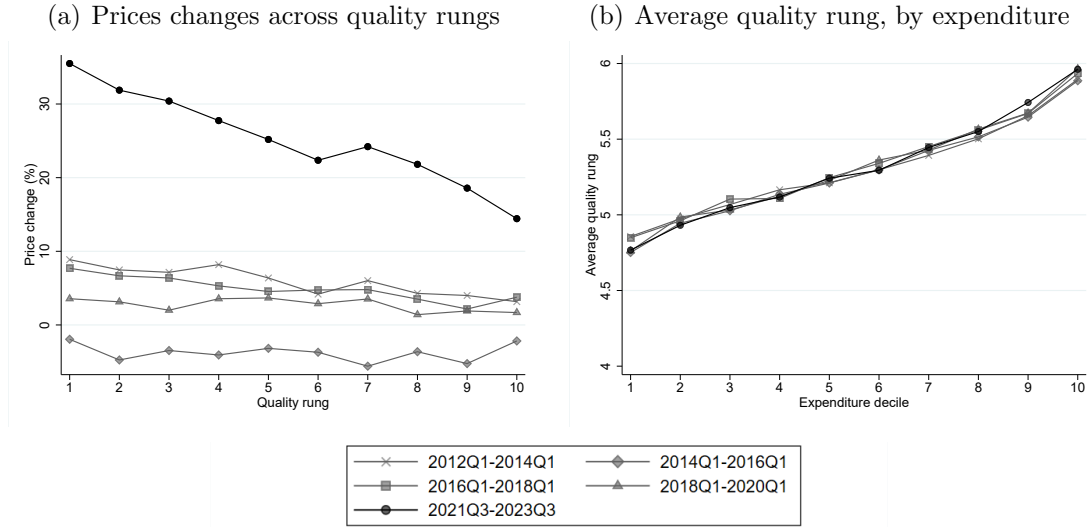 (a) Prices changes across quality rungs
(b) Average quality rung, by expenditure
Price change (%)
30
20
10
0
1 2 3 4 5 6 7 8 9 10
Quality rung
Average quality rung
6
5.5
5
4.5
4
1 2 3 4 5 6 7 8 9 10
Expenditure decile
2012Q1-2014Q1 2014Q1-2016Q1
2016Q1-2018Q1 2018Q1-2020Q1
2021Q3-2023Q3